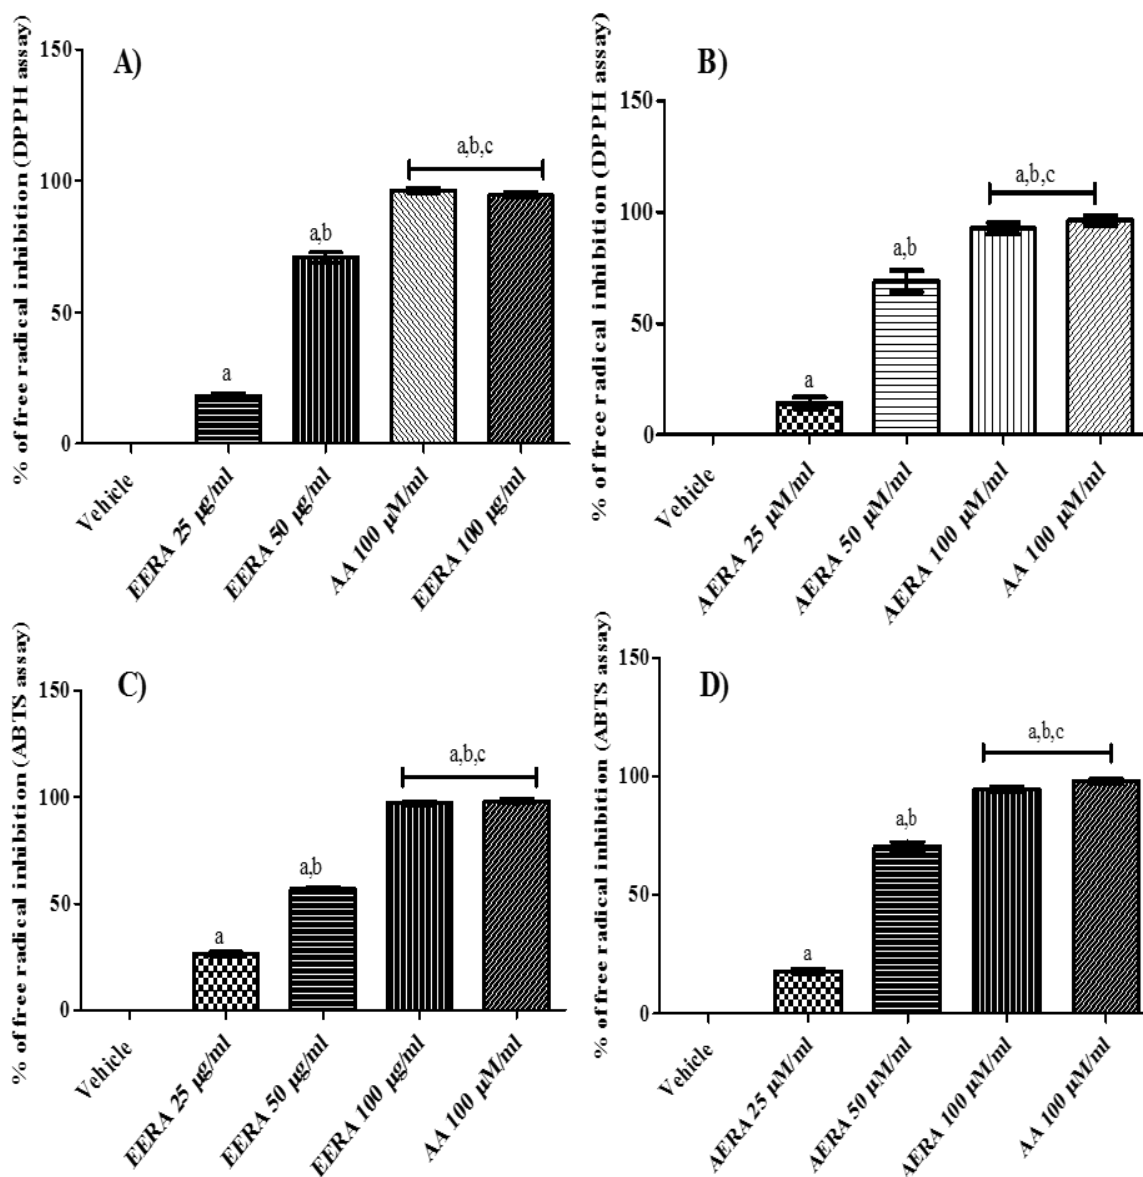 A)
% of free radical inhibition (DPPH assay)
150
100
50
0
a
a,b
a,b,c
Vehicle
EERA 25 µg/ml
EERA 50 µg/ml
AA 100 µM/ml
EERA 100 µg/ml
B)
% of free radical inhibition (DPPH assay)
150
100
50
0
a
a,b
a,b,c
Vehicle
AERA 25 µM/ml
AERA 50 µM/ml
AERA 100 µM/ml
AA 100 µM/ml
C)
% of free radical inhibition (ABTS assay)
150
100
50
0
a
a,b
a,b,c
Vehicle
EERA 25 µg/ml
EERA 50 µg/ml
EERA 100 µg/ml
AA 100 µM/ml
D)
% of free radical inhibition (ABTS assay)
150
100
50
0
a
a,b
a,b,c
Vehicle
AERA 25 µM/ml
AERA 50 µM/ml
AERA 100 µM/ml
AA 100 µM/ml